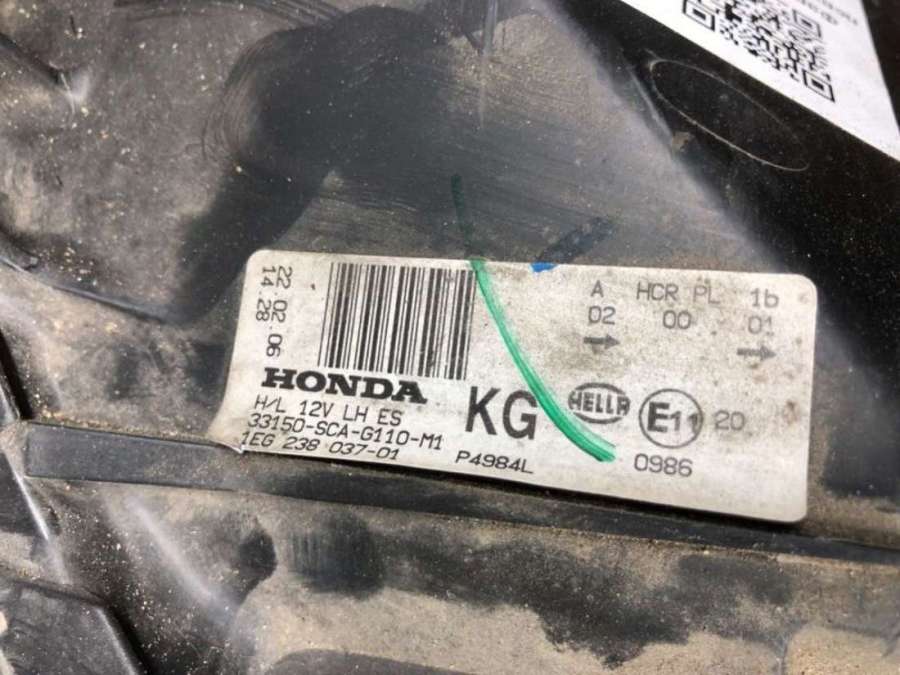 22 02 06
14 28
A HCR PL 1b
02 00 01
HONDA
H/L 12V LH ES
33150-SCA-G110-M1
1EG 238 037-01
P4984L
KG
HELLA
E11 20
0986